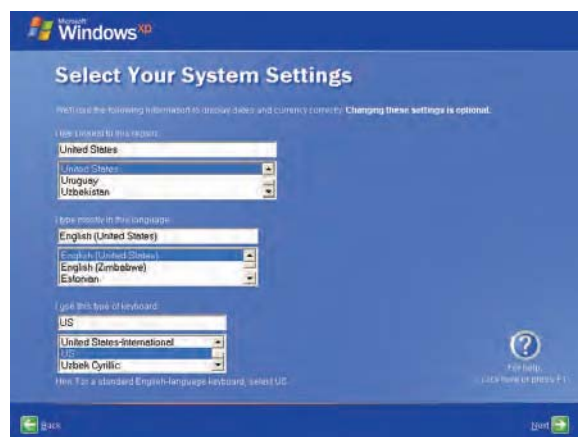 Microsoft
Windows xp
Select Your System Settings
We'll use the following information to display dates and currency correctly. Changing these settings is optional.
I live
in this region:
United States
United States
Uruguay
Uzbekistan
I type mostly in this language:
English (United States)
English (United States)
English (Zimbabwe)
Estonian
I use this type of keyboard:
US
United States-International
US
Uzbek Cyrillic
Hint: For a standard English-language keyboard, select US.
?
For help,
click here or press F1
Back
Next